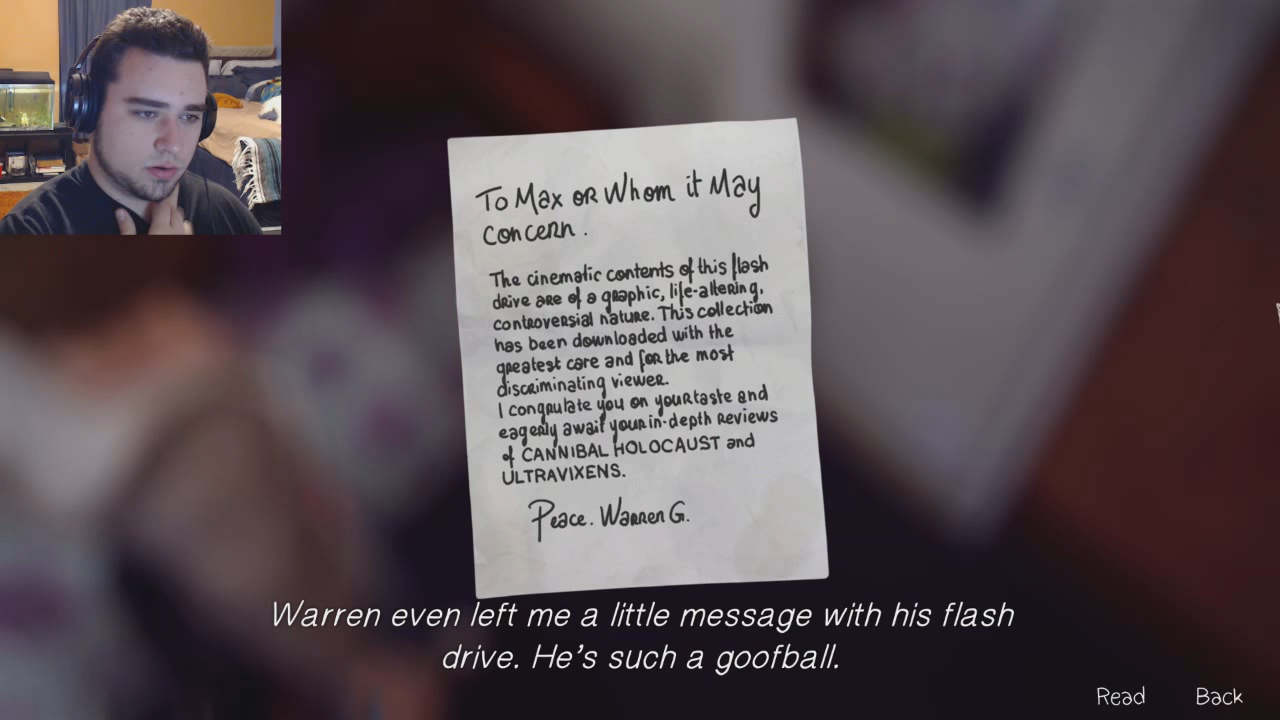 To Max or Whom it May
Concern.
The cinematic contents of this flash
drive are of a graphic, life-altering,
controversial nature. This collection
has been downloaded with the
greatest care and for the most
discriminating viewer.
I congrulate you on your taste and
eagerly await your in-depth reviews
of CANNIBAL HOLOCAUST and
ULTRAVIXENS.
Peace. Warren G.
Warren even left me a little message with his flash
drive. He's such a goofball.
Read Back